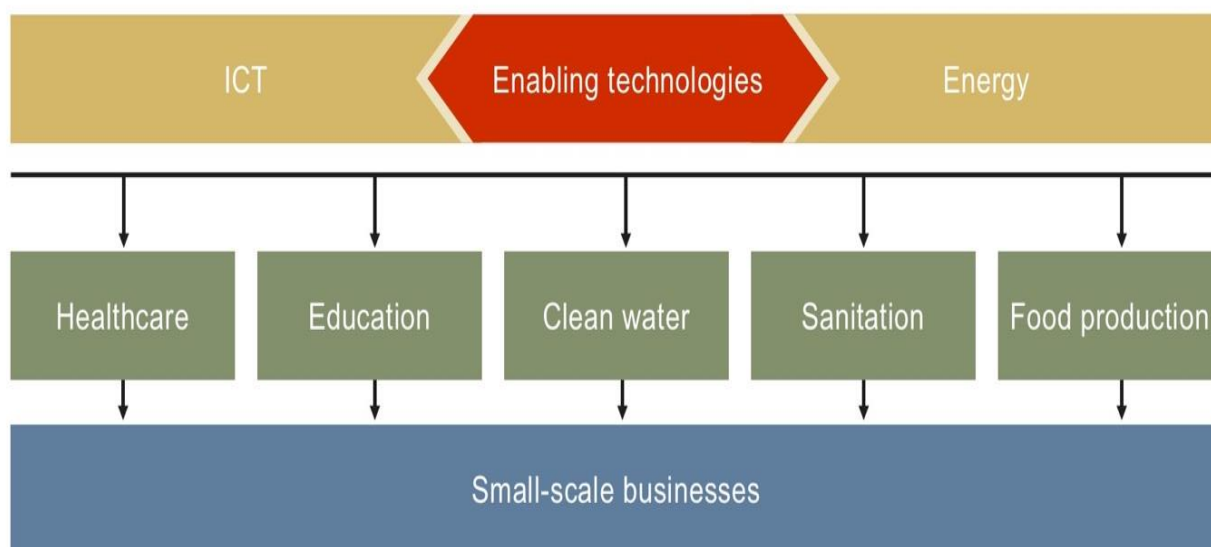 ICT
Enabling technologies
Energy
Healthcare
Education
Clean water
Sanitation
Food production
Small-scale businesses